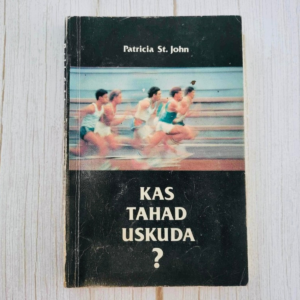 Patricia St. John
KAS
TAHAD
USKUDA
?